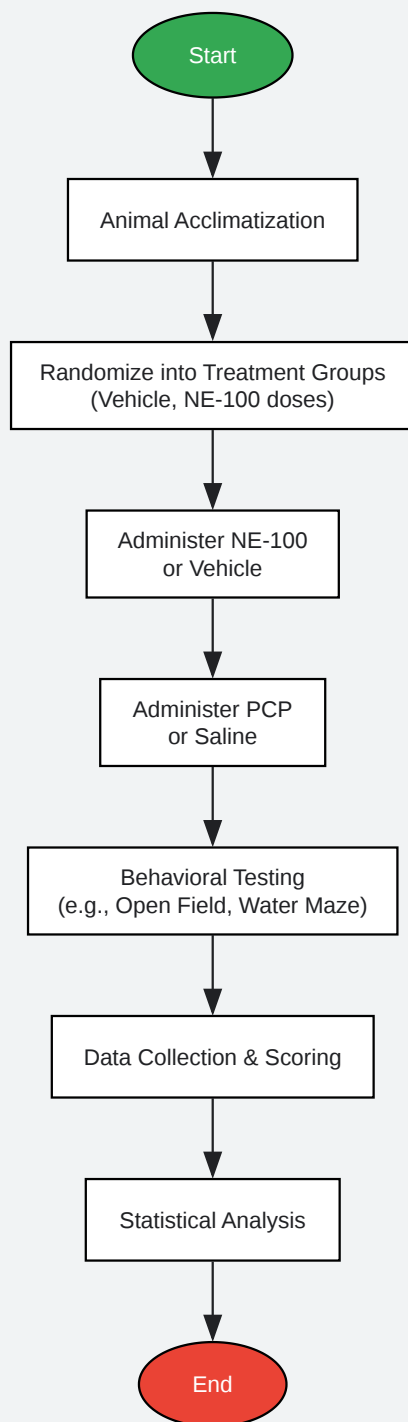 Start
Animal Acclimatization
Randomize into Treatment Groups
(Vehicle, NE-100 doses)
Administer NE-100
or Vehicle
Administer PCP
or Saline
Behavioral Testing
(e.g., Open Field, Water Maze)
Data Collection & Scoring
Statistical Analysis
End